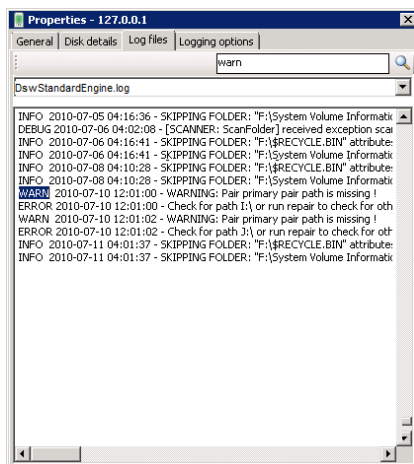 Properties - 127.0.0.1
General Disk details Log files Logging options
warn
DswStandardEngine.log
INFO 2010-07-05 04:16:36 - SKIPPING FOLDER: "F:\System Volume Informatic
DEBUG 2010-07-06 04:02:08 - [SCANNER: ScanFolder] received exception scar
INFO 2010-07-06 04:16:41 - SKIPPING FOLDER: "F:\$RECYCLE.BIN" attribute:
INFO 2010-07-06 04:16:41 - SKIPPING FOLDER: "F:\System Volume Informatic
INFO 2010-07-08 04:10:28 - SKIPPING FOLDER: "F:\$RECYCLE.BIN" attribute:
INFO 2010-07-08 04:10:28 - SKIPPING FOLDER: "F:\System Volume Informatic
WARN 2010-07-10 12:01:00 - WARNING: Pair primary pair path is missing !
ERROR 2010-07-10 12:01:00 - Check for path I:\ or run repair to check for oth
WARN 2010-07-10 12:01:02 - WARNING: Pair primary pair path is missing !
ERROR 2010-07-10 12:01:02 - Check for path J:\ or run repair to check for oth
INFO 2010-07-11 04:01:37 - SKIPPING FOLDER: "F:\$RECYCLE.BIN" attribute:
INFO 2010-07-11 04:01:37 - SKIPPING FOLDER: "F:\System Volume Informatic